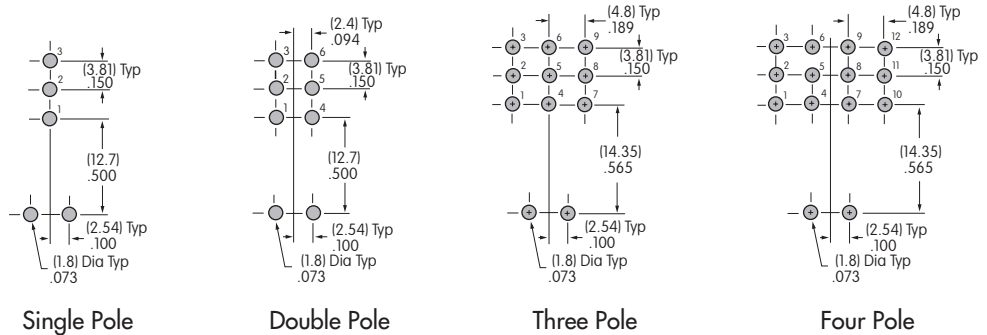 3
(3.81) Typ
.150
2
1
(12.7)
.500
(2.54) Typ
.100
(1.8) Dia Typ
.073
Single Pole
(2.4) Typ
.094
3
6
(3.81) Typ
.150
2
5
1
4
(12.7)
.500
(2.54) Typ
.100
(1.8) Dia Typ
.073
Double Pole
(4.8) Typ
.189
3
6
9
(3.81) Typ
.150
2
5
8
1
4
7
(14.35)
.565
(2.54) Typ
.100
(1.8) Dia Typ
.073
Three Pole
(4.8) Typ
.189
3
6
9
12
(3.81) Typ
.150
2
5
8
11
1
4
7
10
(14.35)
.565
(2.54) Typ
.100
(1.8) Dia Typ
.073
Four Pole